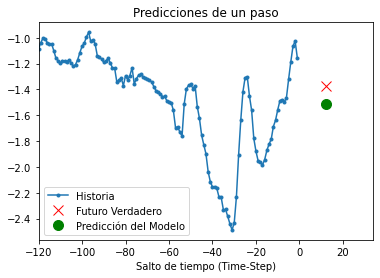 Predicciones de un paso
−1.0
−1.2
−1.4
−1.6
−1.8
−2.0
−2.2
−2.4
Historia
Futuro Verdadero
Predicción del Modelo
−120 −100 −80 −60 −40 −20 0 20
Salto de tiempo (Time-Step)